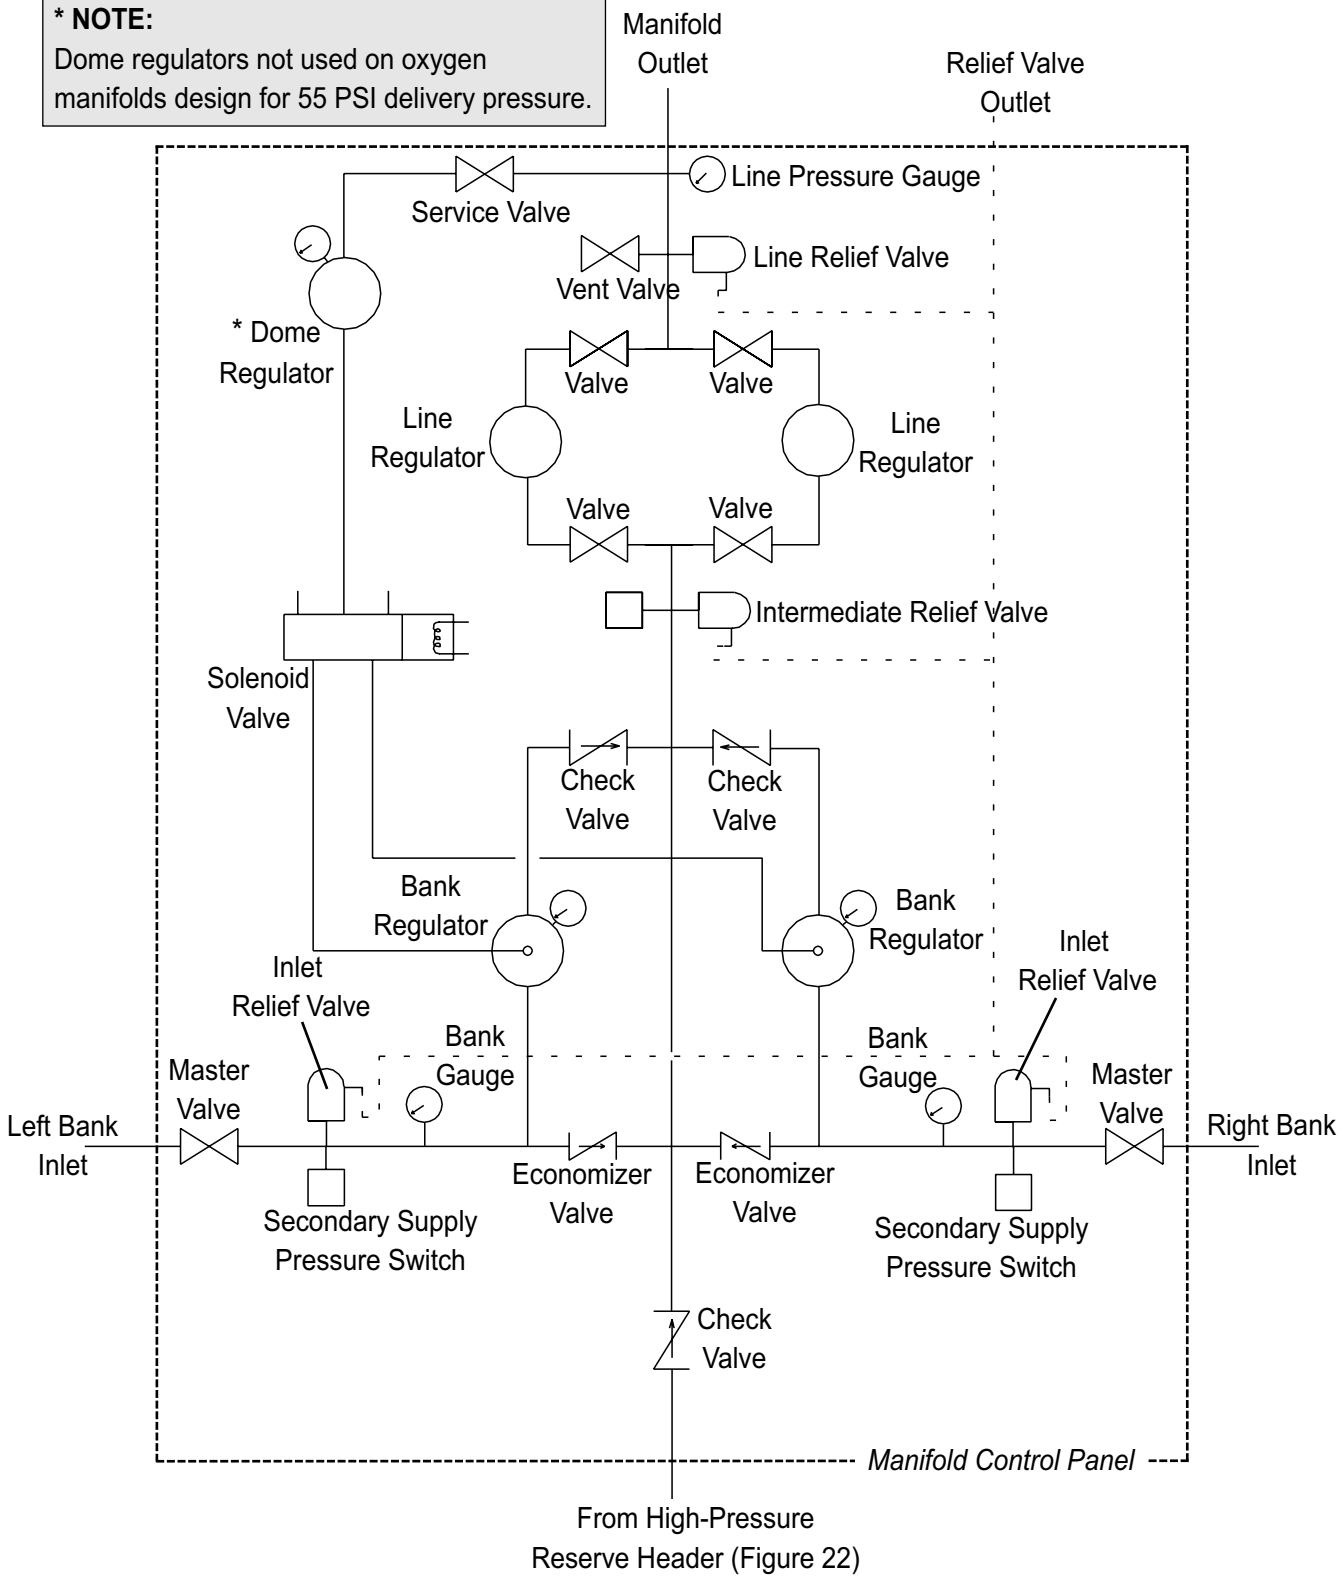 * NOTE:
Dome regulators not used on oxygen
manifolds design for 55 PSI delivery pressure.
Manifold
Outlet
Relief Valve
Outlet
Line Pressure Gauge
Service Valve
Line Relief Valve
Vent Valve
* Dome
Regulator
Valve
Valve
Line
Regulator
Line
Regulator
Valve
Valve
Intermediate Relief Valve
Solenoid
Valve
Check
Valve
Check
Valve
Bank
Regulator
Bank
Regulator
Inlet
Relief Valve
Inlet
Relief Valve
Bank
Gauge
Bank
Gauge
Master
Valve
Master
Valve
Left Bank
Inlet
Right Bank
Inlet
Economizer
Valve
Economizer
Valve
Secondary Supply
Pressure Switch
Secondary Supply
Pressure Switch
Check
Valve
Manifold Control Panel
From High-Pressure
Reserve Header (Figure 22)